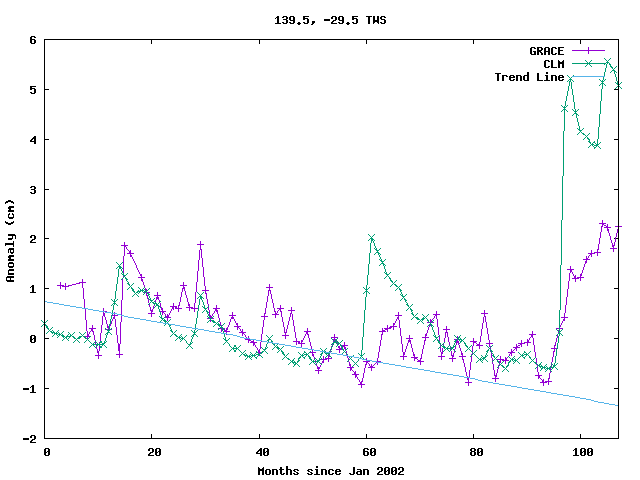 139.5, -29.5 TWS
GRACE
CLM
Trend Line
6
5
4
3
2
1
0
-1
-2
Anomaly (cm)
0 20 40 60 80 100
Months since Jan 2002